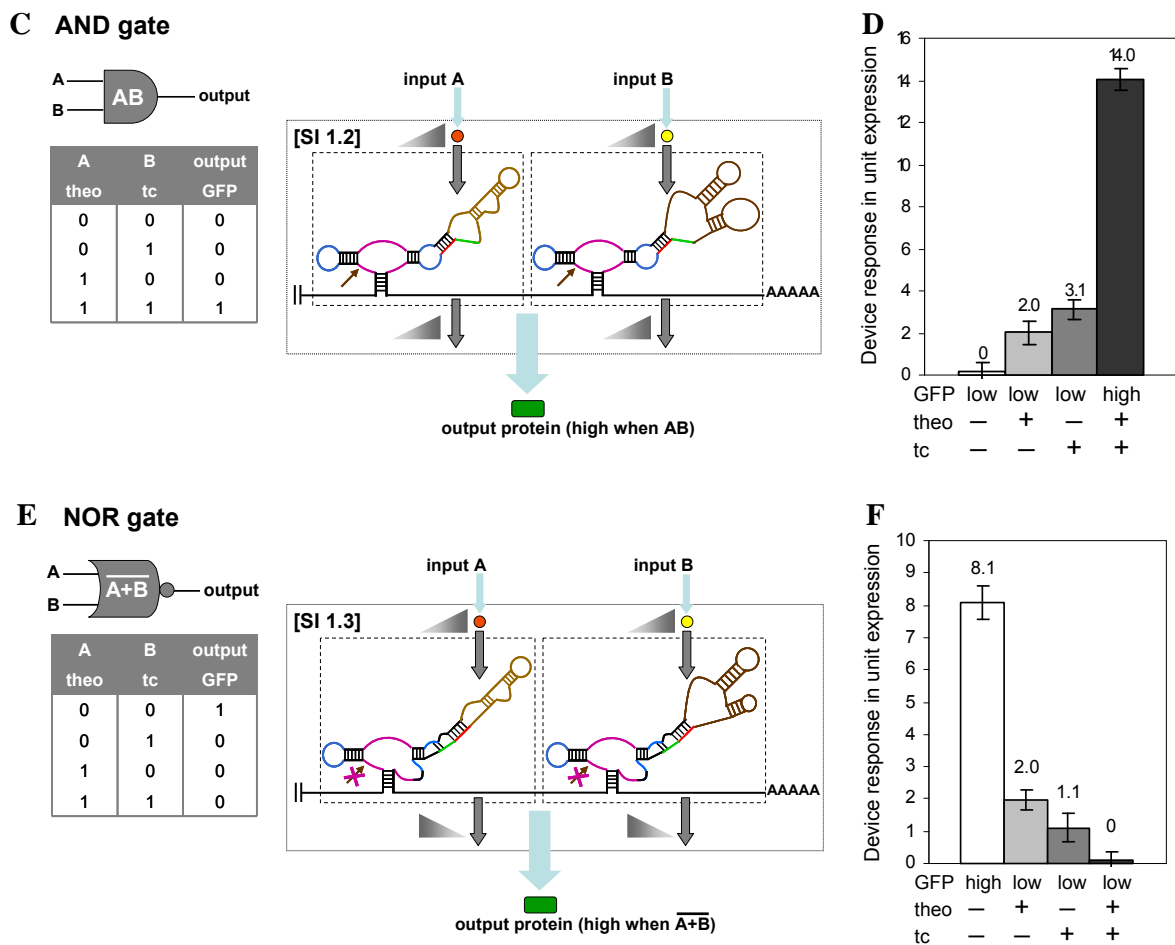 C AND gate
A
B
AB
output
A B output
theo tc GFP
0 0 0
0 1 0
1 0 0
1 1 1
input A input B
[SI 1.2]
AAAAA
output protein (high when AB)
D
Device response in unit expression
16
14
12
10
8
6
4
2
0
0
2.0
3.1
14.0
GFP low low low high
theo – + – +
tc – – + +
E NOR gate
A
B
A+B
output
A B output
theo tc GFP
0 0 1
0 1 0
1 0 0
1 1 0
input A input B
[SI 1.3]
AAAAA
output protein (high when A+B)
F
Device response in unit expression
10
9
8
7
6
5
4
3
2
1
0
8.1
2.0
1.1
0
GFP high low low low
theo – + – +
tc – – + +